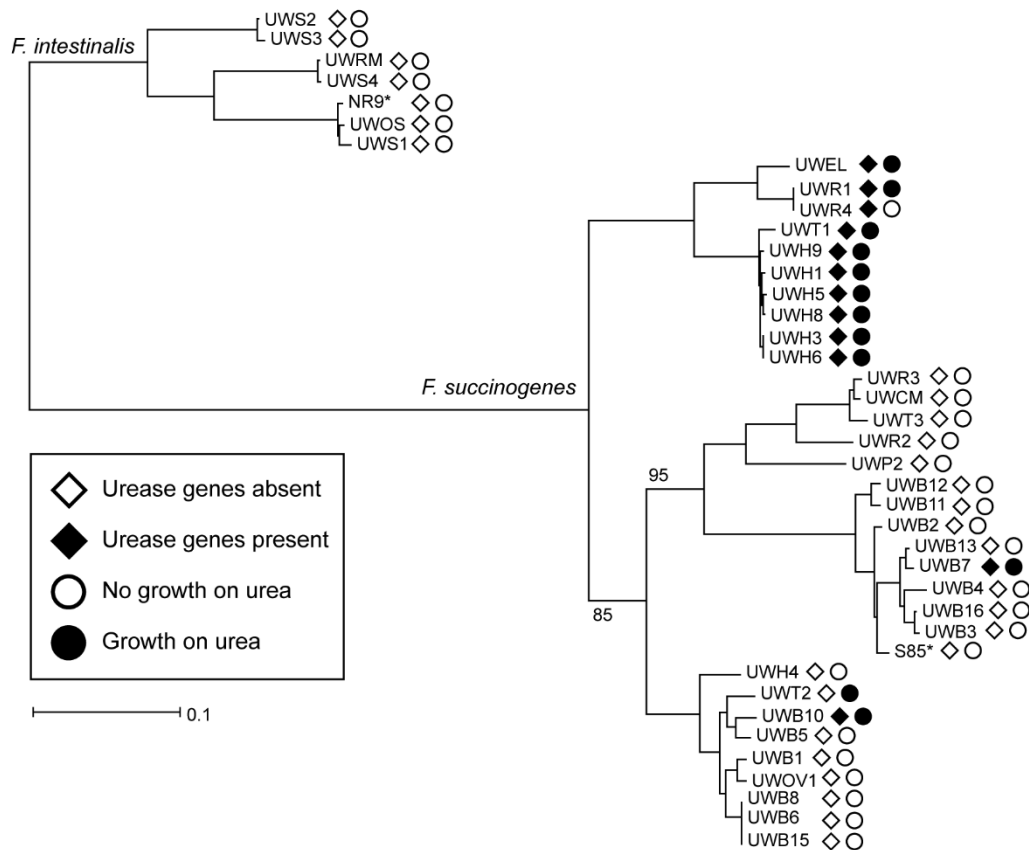 UWS2
F. intestinalis
UWS3
UWRM
UWS4
NR9*
UWOS
UWS1
UWEL
UWR1
UWR4
UWT1
UWH9
UWH1
UWH5
UWH8
UWH3
UWH6
F. succinogenes
UWR3
UWCM
UWT3
UWR2
UWP2
95
UWB12
UWB11
UWB2
UWB13
UWB7
UWB4
UWB16
UWB3
S85*
85
UWH4
UWT2
UWB10
UWB5
UWB1
UWOV1
UWB8
UWB6
UWB15
Urease genes absent
Urease genes present
No growth on urea
Growth on urea
0.1